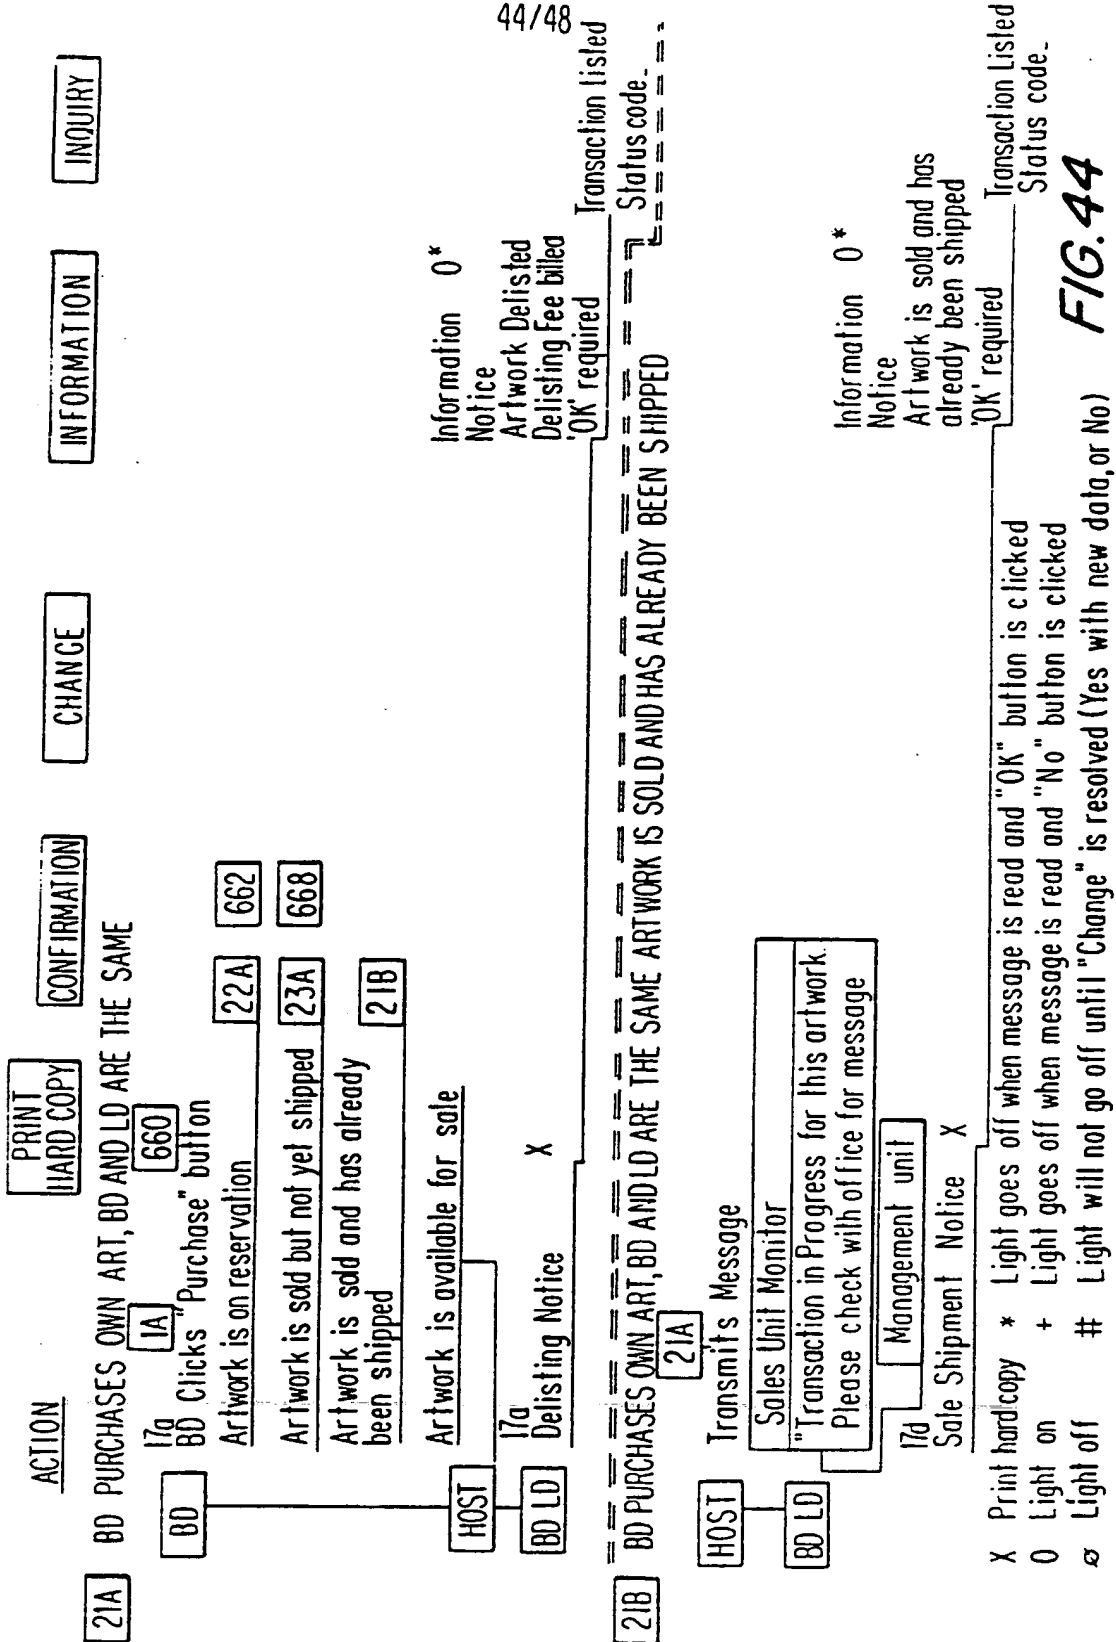 44/48
ACTION
PRINT
HARD COPY
CONFIRMATION
CHANGE
INFORMATION
INQUIRY
21A
BD PURCHASES OWN ART, BD AND LD ARE THE SAME
1A
660
17a
BD
BD Clicks "Purchase" button
Artwork is on reservation
22A
662
Artwork is sold but not yet shipped
23A
668
Artwork is sold and has already
been shipped
21B
Artwork is available for sale
HOST
BD LD
17a
Delisting Notice
X
Information O*
Notice
Artwork Delisted
Delisting Fee billed
'OK' required
Transaction Listed
Status code_
21B
BD PURCHASES OWN ART, BD AND LD ARE THE SAME ARTWORK IS SOLD AND HAS ALREADY BEEN SHIPPED
21A
HOST
Transmits Message
BD LD
Sales Unit Monitor
"Transaction in Progress for this artwork.
Please check with office for message
Management unit
17d
Sale Shipment Notice X
Information O*
Notice
Artwork is sold and has
already been shipped
'OK' required
Transaction Listed
Status code_
X Print hard copy * Light goes off when message is read and "OK" button is clicked
O Light on + Light goes off when message is read and "No" button is clicked
ø Light off # Light will not go off until "Change" is resolved (Yes with new data, or No)
FIG. 44